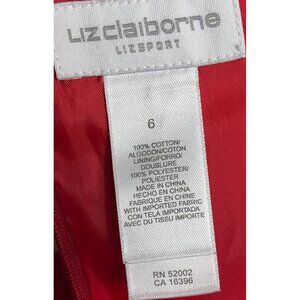 Liz claiborne
LIZSPORT
6
100% COTTON/
ALGODON/COTON
LINING/FORRO/
DOUBLURE
100% POLYESTER/
POLIESTER
MADE IN CHINA
HECHO EN CHINA
FABRIQUE EN CHINE
WITH IMPORTED FABRIC
CON TELA IMPORTADA
AVEC DU TISSU IMPORTE
RN 52002
CA 16396